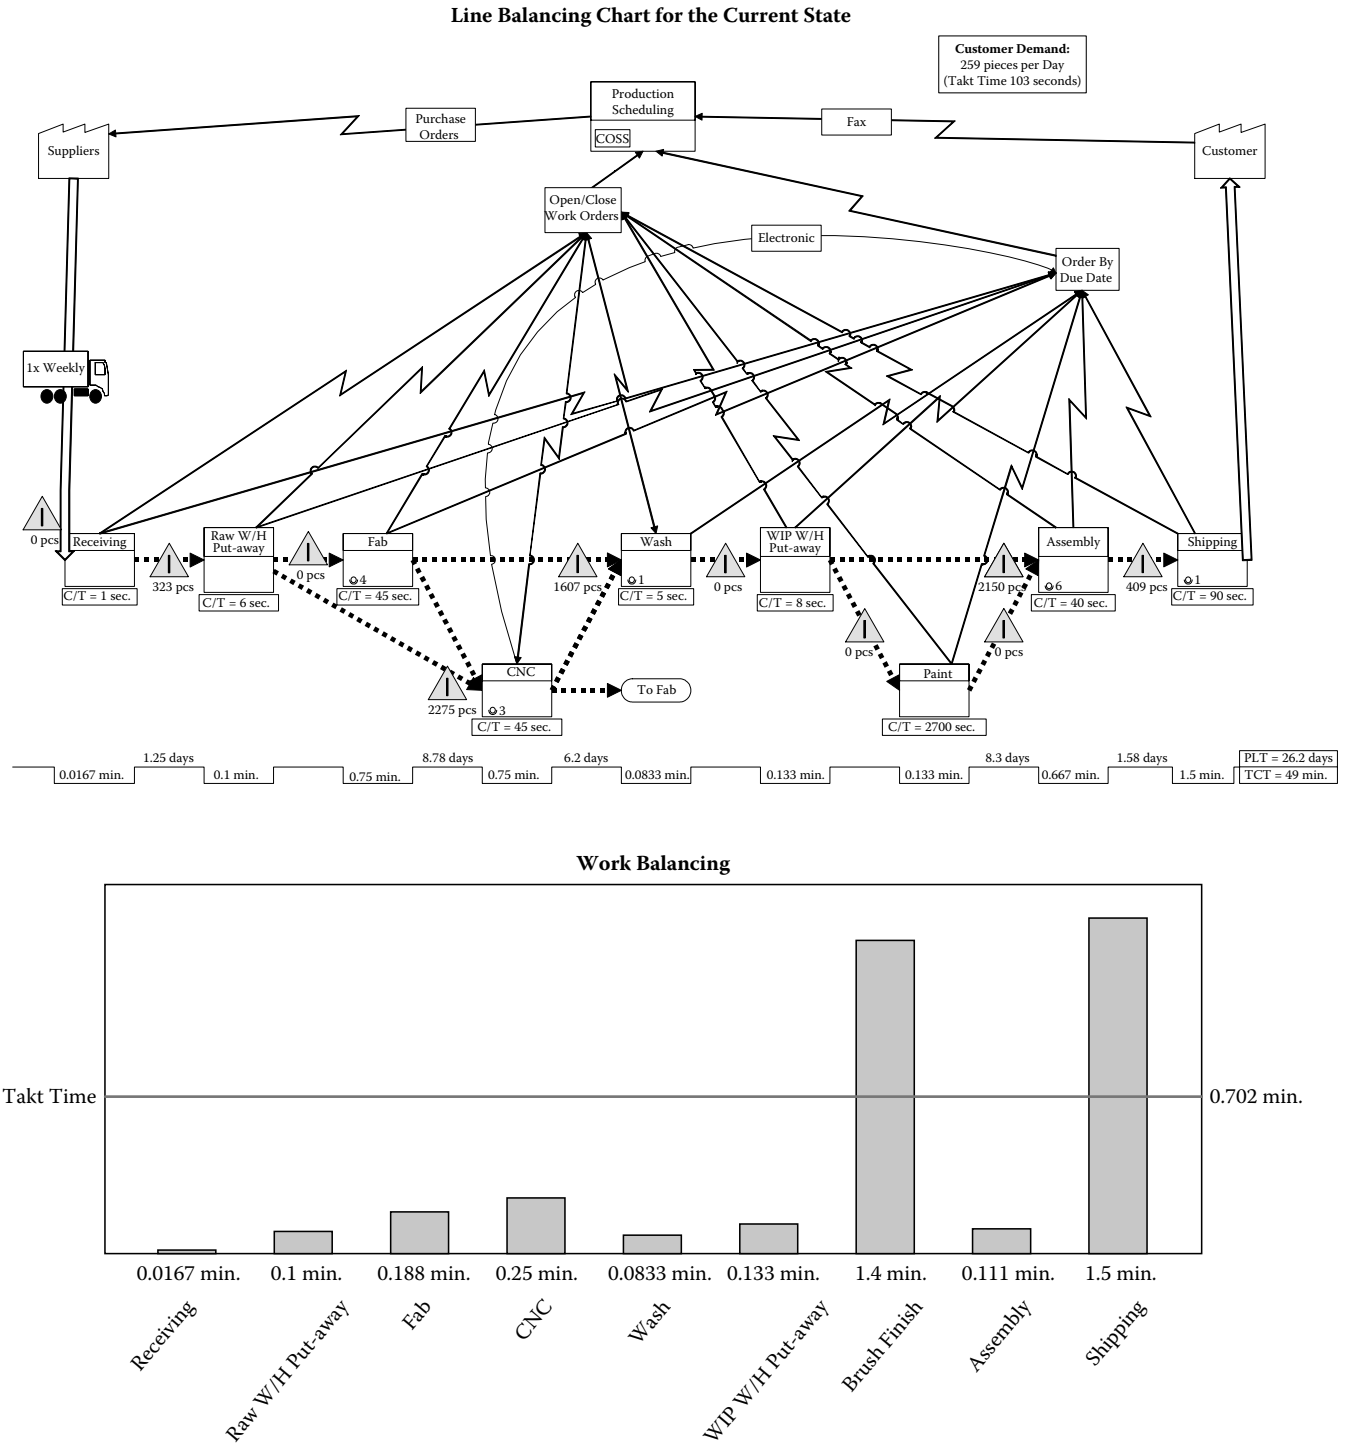 Line Balancing Chart for the Current State
Customer Demand:
259 pieces per Day
(Takt Time 103 seconds)
Production
Scheduling
COSS
Purchase
Orders
Fax
Suppliers
Customer
Open/Close
Work Orders
Electronic
Order By
Due Date
1x Weekly
0 pcs
Receiving
C/T = 1 sec.
323 pcs
Raw W/H
Put-away
C/T = 6 sec.
0 pcs
Fab
4
C/T = 45 sec.
1607 pcs
Wash
1
C/T = 5 sec.
0 pcs
WIP W/H
Put-away
C/T = 8 sec.
2150 pcs
Assembly
6
C/T = 40 sec.
409 pcs
Shipping
1
C/T = 90 sec.
0 pcs
0 pcs
2275 pcs
CNC
3
C/T = 45 sec.
To Fab
Paint
C/T = 2700 sec.
1.25 days
8.78 days
6.2 days
8.3 days
1.58 days
PLT = 26.2 days
0.0167 min.
0.1 min.
0.75 min.
0.75 min.
0.0833 min.
0.133 min.
0.133 min.
0.667 min.
1.5 min.
TCT = 49 min.
Work Balancing
Takt Time
0.702 min.
0.0167 min.
0.1 min.
0.188 min.
0.25 min.
0.0833 min.
0.133 min.
1.4 min.
0.111 min.
1.5 min.
Receiving
Raw W/H Put-away
Fab
CNC
Wash
WIP W/H Put-away
Brush Finish
Assembly
Shipping